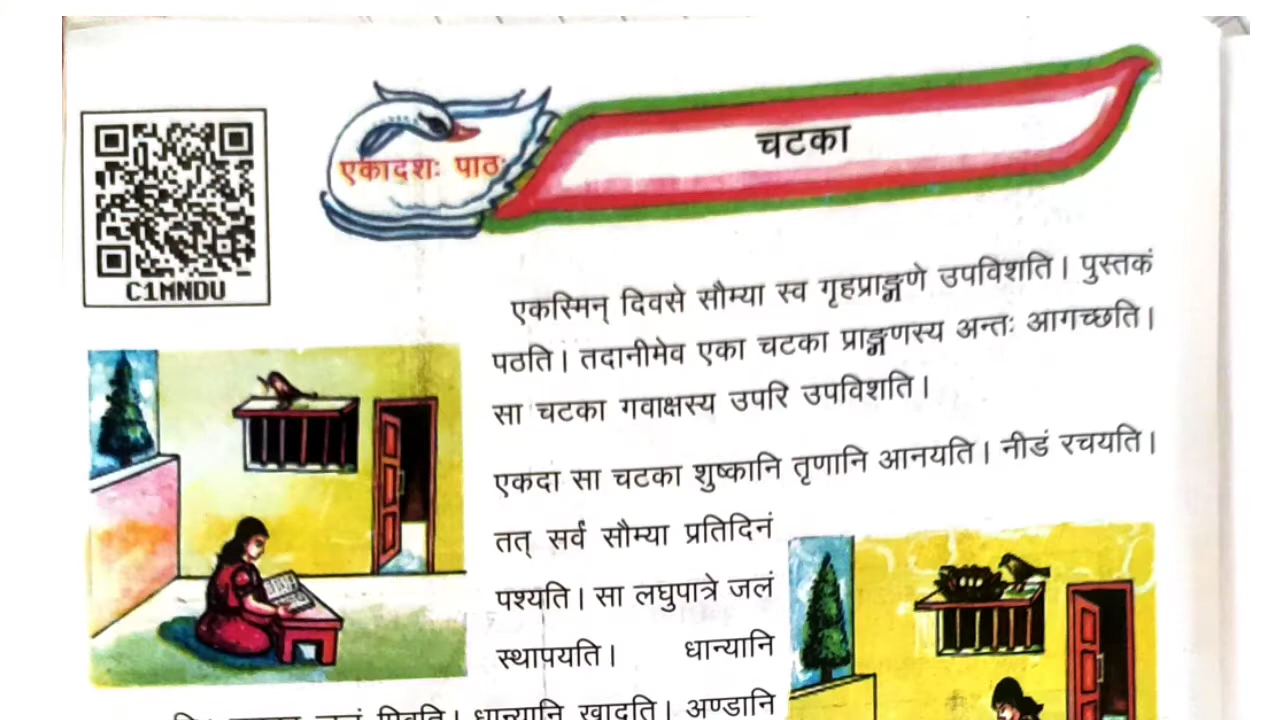 एकादशः पाठः
चटका
C1MNDU
एकस्मिन् दिवसे सौम्या स्व गृहप्राङ्गणे उपविशति। पुस्तकं
पठति। तदानीमेव एका चटका प्राङ्गणस्य अन्तः आगच्छति।
सा चटका गवाक्षस्य उपरि उपविशति।
एकदा सा चटका शुष्कानि तृणानि आनयति। नीडं रचयति।
तत् सर्वं सौम्या प्रतिदिनं
पश्यति। सा लघुपात्रे जलं
स्थापयति। धान्यानि
पिबति। धान्यानि खादति। अण्डानि